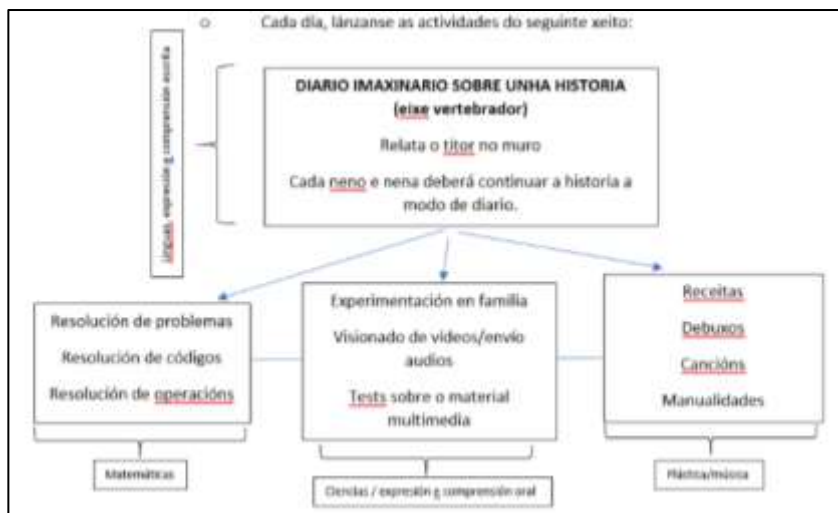 Cada día, lánzanse as actividades do seguinte xeito:
Linguas, expresión e comprensión escrita
DIARIO IMAXINARIO SOBRE UNHA HISTORIA
(eixe vertebrador)
Relata o titor no muro
Cada neno e nena deberá continuar a historia a
modo de diario.
Resolución de problemas
Resolución de códigos
Resolución de operacións
Experimentación en familia
Visionado de vídeos/envío
audios
Tests sobre o material
multimedia
Receitas
Debuxos
Cancións
Manualidades
Matemáticas
Ciencias / expresión e comprensión oral
Plástica/música